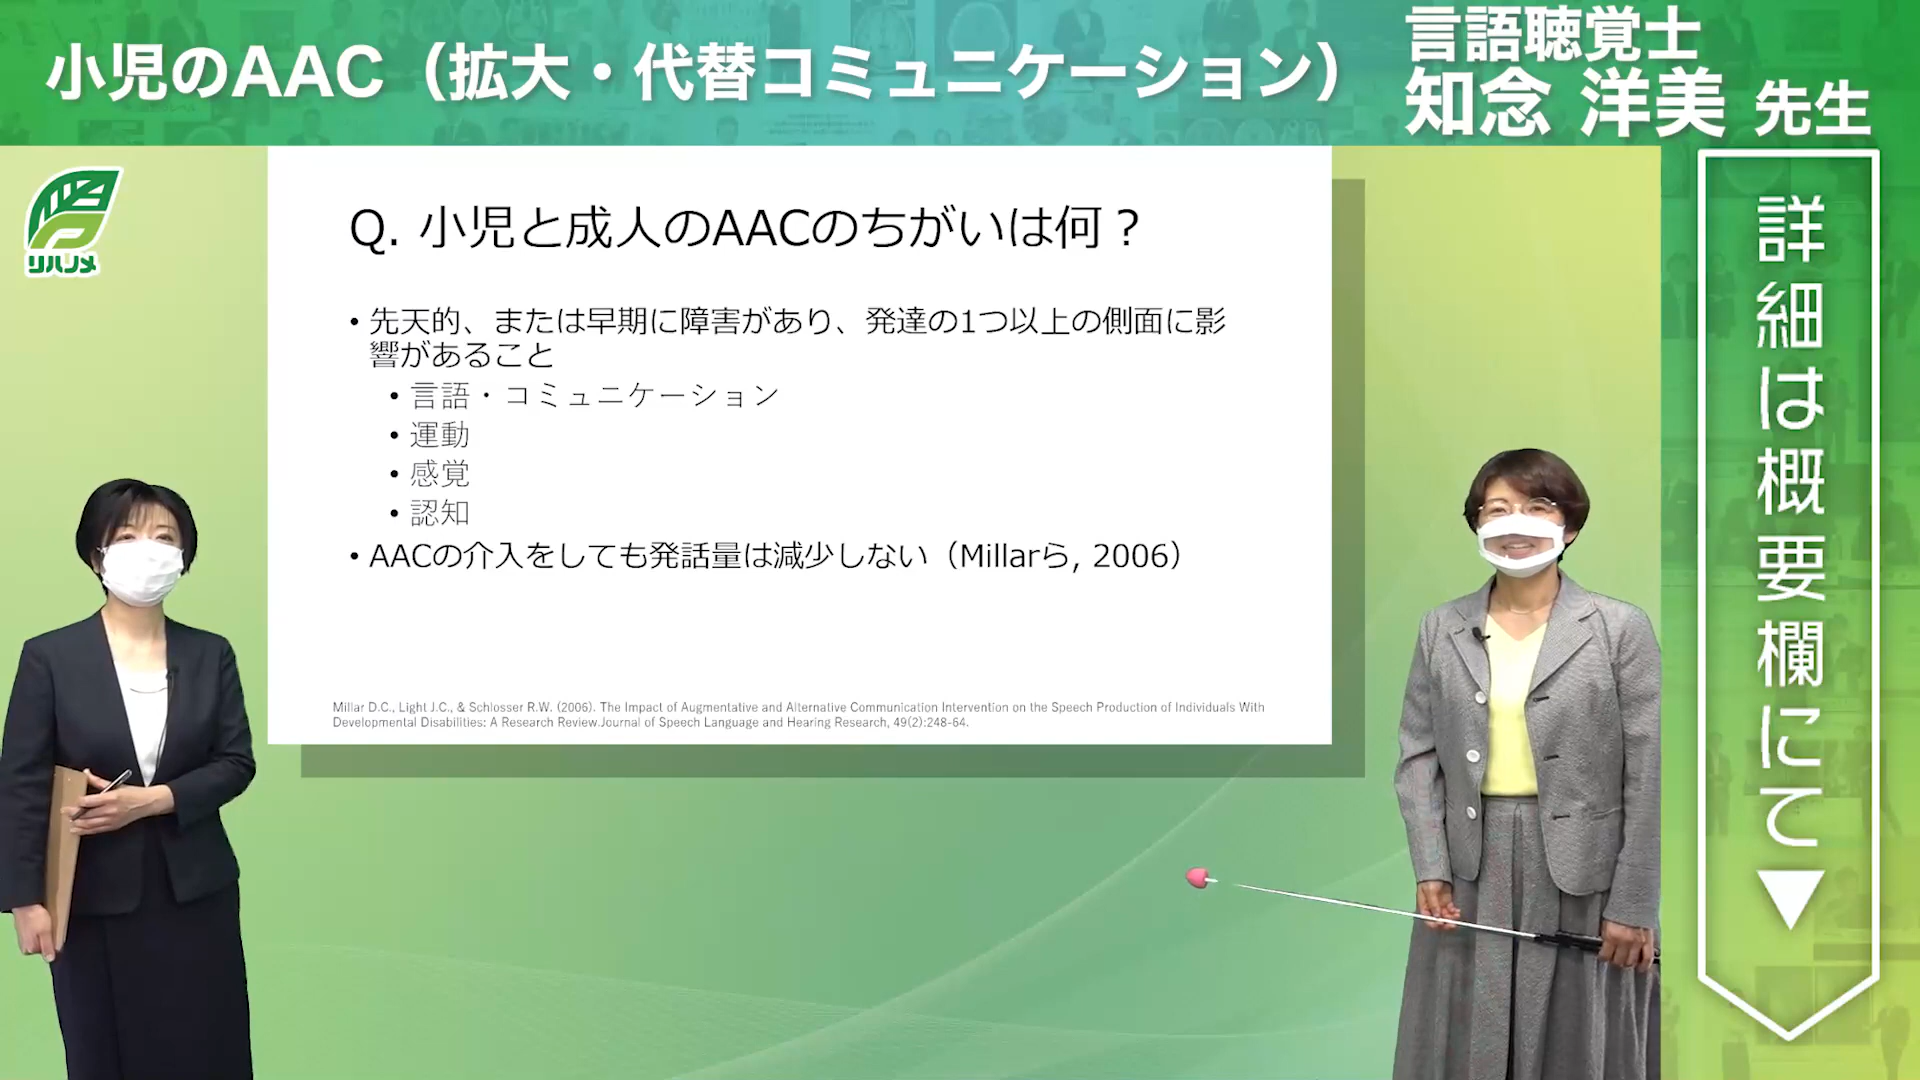 小児のAAC（拡大・代替コミュニケーション）
言語聴覚士
知念 洋美 先生
リハノメ
Q. 小児と成人のAACのちがいは何？
• 先天的、または早期に障害があり、発達の1つ以上の側面に影
響があること
• 言語・コミュニケーション
• 運動
• 感覚
• 認知
• AACの介入をしても発話量は減少しない（Millarら, 2006）
Millar D.C., Light J.C., & Schlosser R.W. (2006). The Impact of Augmentative and Alternative Communication Intervention on the Speech Production of Individuals With
Developmental Disabilities: A Research Review.Journal of Speech Language and Hearing Research, 49(2):248-64.
詳細は概要欄にて▼